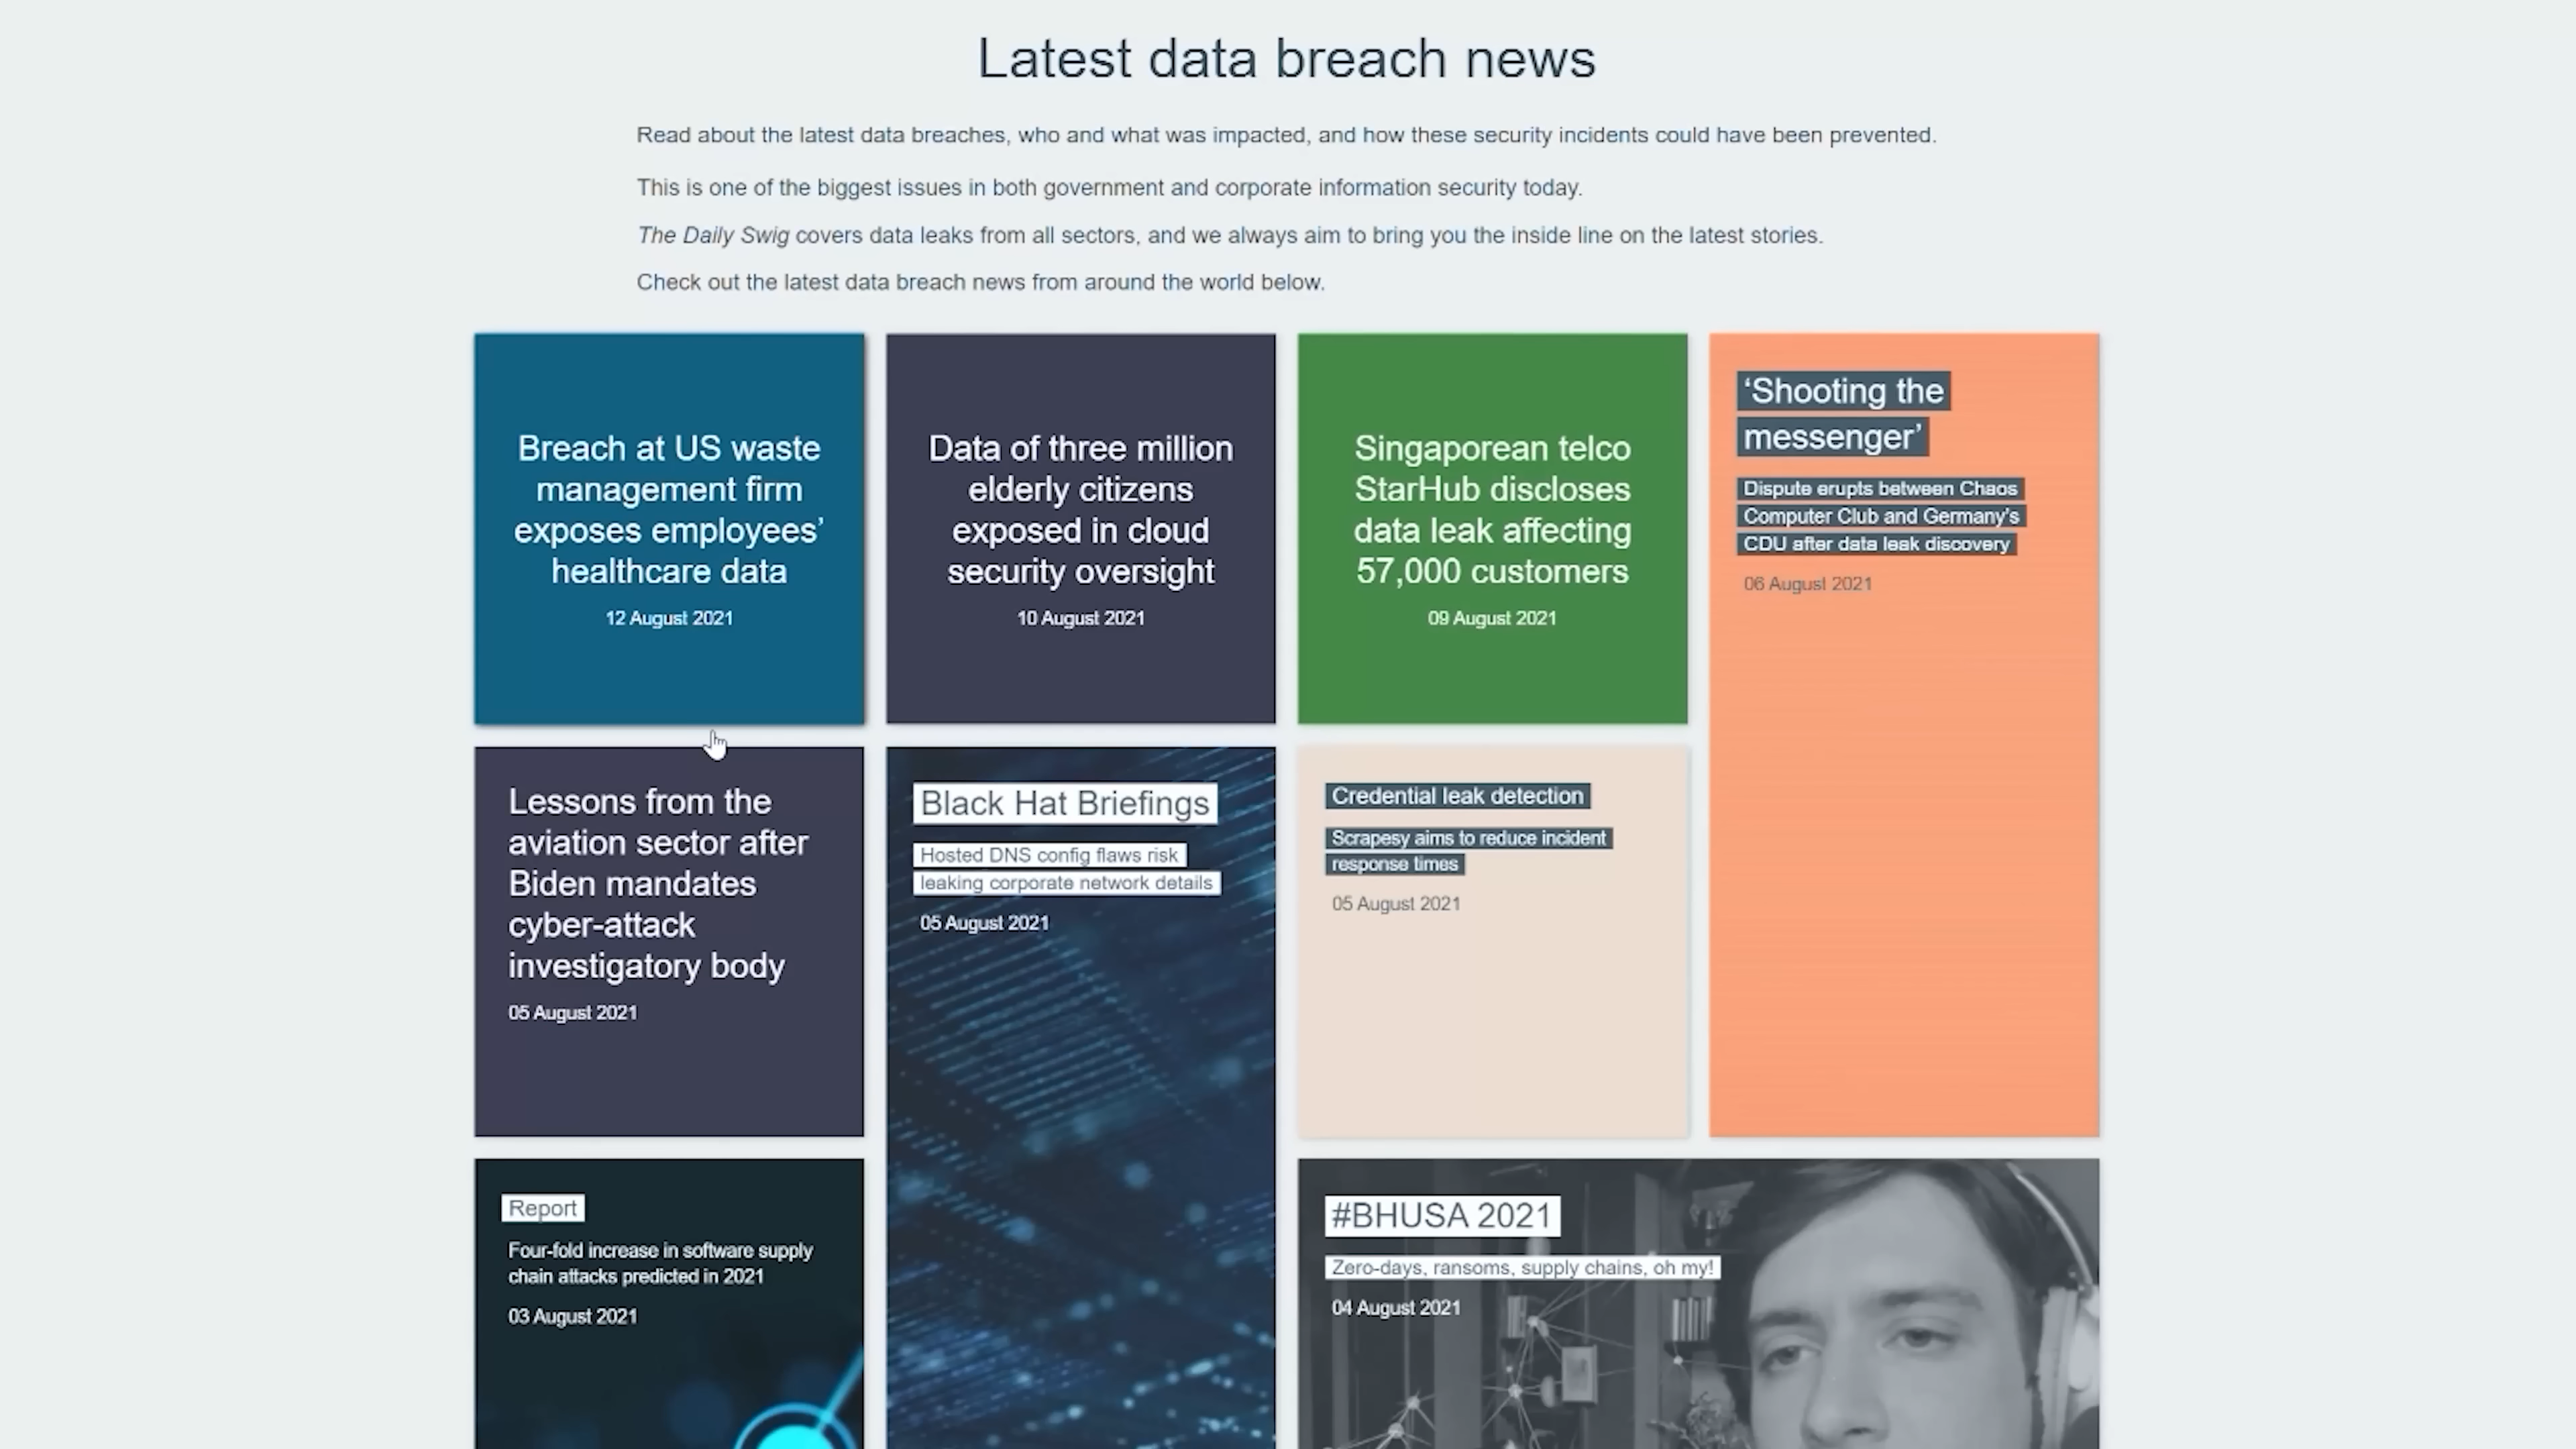 Latest data breach news
Read about the latest data breaches, who and what was impacted, and how these security incidents could have been prevented.
This is one of the biggest issues in both government and corporate information security today.
The Daily Swig covers data leaks from all sectors, and we always aim to bring you the inside line on the latest stories.
Check out the latest data breach news from around the world below.
Breach at US waste
management firm
exposes employees’
healthcare data
12 August 2021
Data of three million
elderly citizens
exposed in cloud
security oversight
10 August 2021
Singaporean telco
StarHub discloses
data leak affecting
57,000 customers
09 August 2021
‘Shooting the
messenger’
Dispute erupts between Chaos
Computer Club and Germany's
CDU after data leak discovery
06 August 2021
Lessons from the
aviation sector after
Biden mandates
cyber-attack
investigatory body
05 August 2021
Black Hat Briefings
Hosted DNS config flaws risk
leaking corporate network details
05 August 2021
Credential leak detection
Scrapesy aims to reduce incident
response times
05 August 2021
Report
Four-fold increase in software supply
chain attacks predicted in 2021
03 August 2021
#BHUSA 2021
Zero-days, ransoms, supply chains, oh my!
04 August 2021